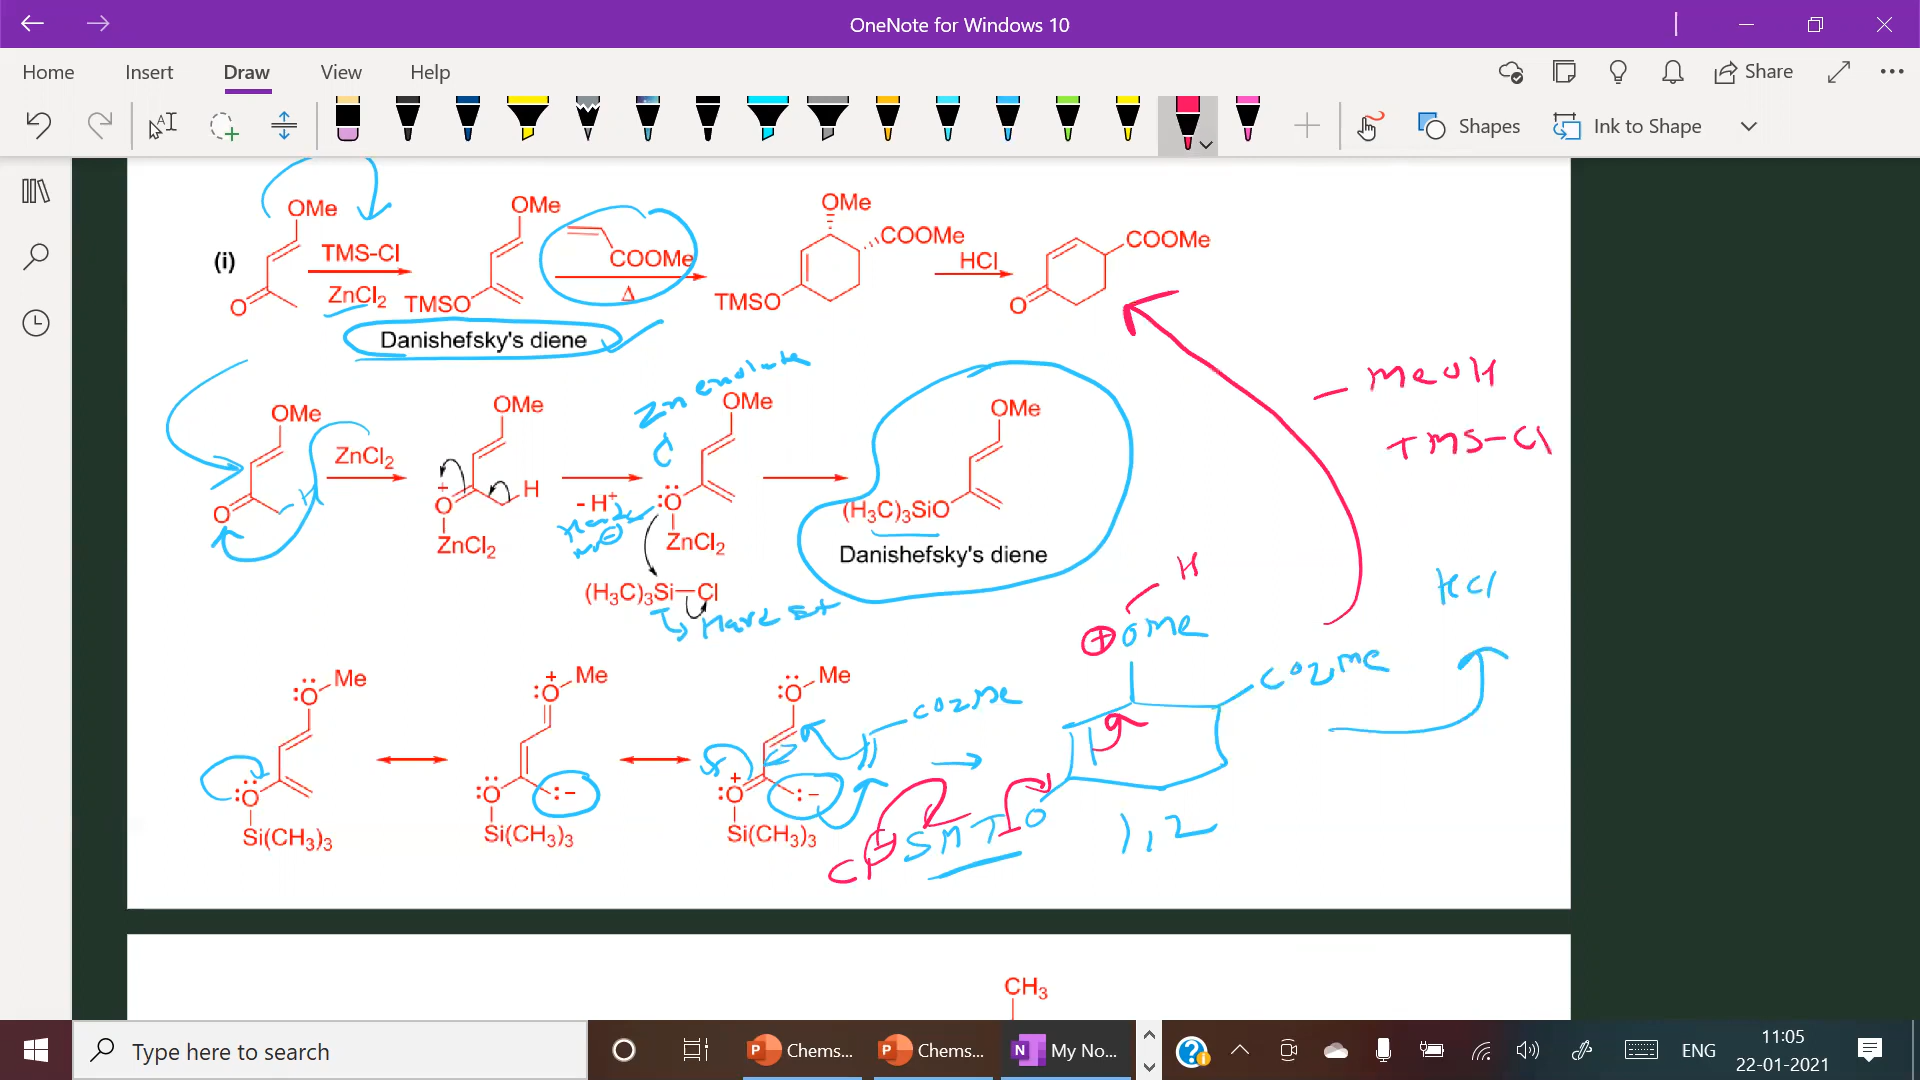 OneNote for Windows 10
Home Insert Draw View Help
Share
Shapes Ink to Shape
(i)
OMe
O
TMS-Cl
ZnCl2
OMe
TMSO
COOMe
Δ
OMe
COOMe
TMSO
HCl
COOMe
O
Danishefsky's diene
- MeOH
TMS-Cl
Zn enolate
OMe
O
H
ZnCl2
OMe
+
O
H
ZnCl2
- H+
OMe
O
ZnCl2
(H3C)3Si-Cl
Hard
OMe
(H3C)3SiO
Danishefsky's diene
HCl
H
+ OMe
CO2Me
:O-Me
:O
Si(CH3)3
+
:O-Me
:O
:-
Si(CH3)3
:O-Me
+
:O
:-
Si(CH3)3
CO2Me
Cl
SMTO
1,2
CH3
Type here to search
Chems...
Chems...
My No...
ENG
11:05
22-01-2021